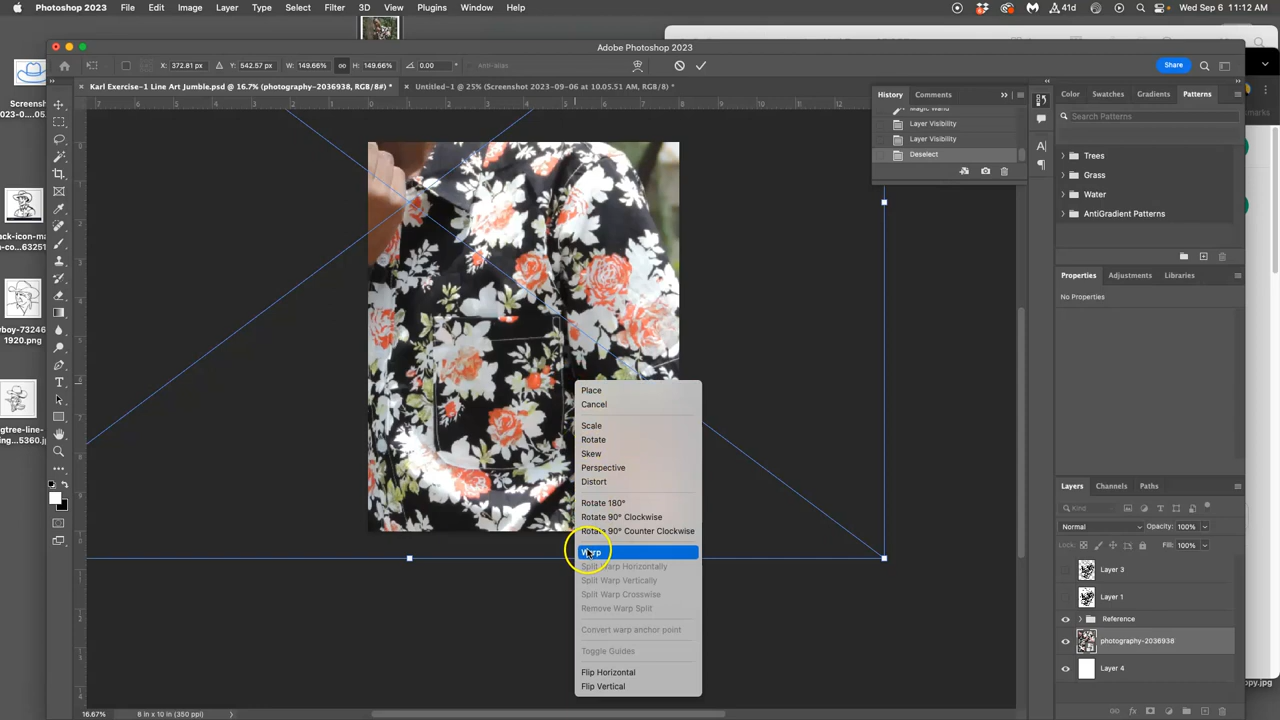 Photoshop 2023 File Edit Image Layer Type Select Filter 3D View Plugins Window Help 41d Wed Sep 6 11:12 AM
Adobe Photoshop 2023
X: 372.81 px Y: 542.57 px W: 149.66% H: 149.66% 0.00 ° Anti-alias Share
Karl Exercise-1 Line Art Jumble.psd @ 16.7% (photography-2036938, RGB/8#) * Untitled-1 @ 25% (Screenshot 2023-09-06 at 10.05.51 AM, RGB/8) *
History Comments
Magic Wand
Layer Visibility
Layer Visibility
Deselect
Color Swatches Gradients Patterns
Search Patterns
Trees
Grass
Water
AntiGradient Patterns
Properties Adjustments Libraries
No Properties
Place
Cancel
Scale
Rotate
Skew
Perspective
Distort
Rotate 180°
Rotate 90° Clockwise
Rotate 90° Counter Clockwise
Warp
Split Warp Horizontally
Split Warp Vertically
Split Warp Crosswise
Remove Warp Split
Convert warp anchor point
Toggle Guides
Flip Horizontal
Flip Vertical
Layers Channels Paths
Kind
Normal Opacity: 100%
Lock: Fill: 100%
Layer 3
Layer 1
Reference
photography-2036938
Layer 4
16.67% 8 in x 10 in (350 ppi)